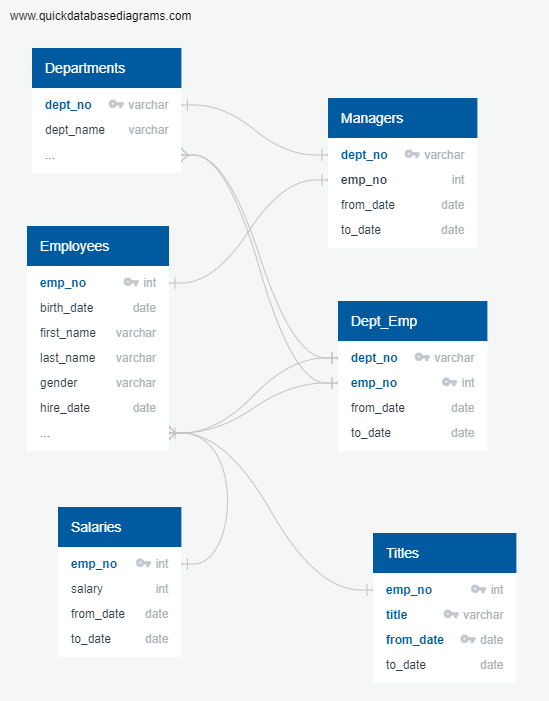 www.quickdatabasediagrams.com
Departments
dept_no varchar
dept_name varchar
...
Managers
dept_no varchar
emp_no int
from_date date
to_date date
Employees
emp_no int
birth_date date
first_name varchar
last_name varchar
gender varchar
hire_date date
...
Dept_Emp
dept_no varchar
emp_no int
from_date date
to_date date
Salaries
emp_no int
salary int
from_date date
to_date date
Titles
emp_no int
title varchar
from_date date
to_date date